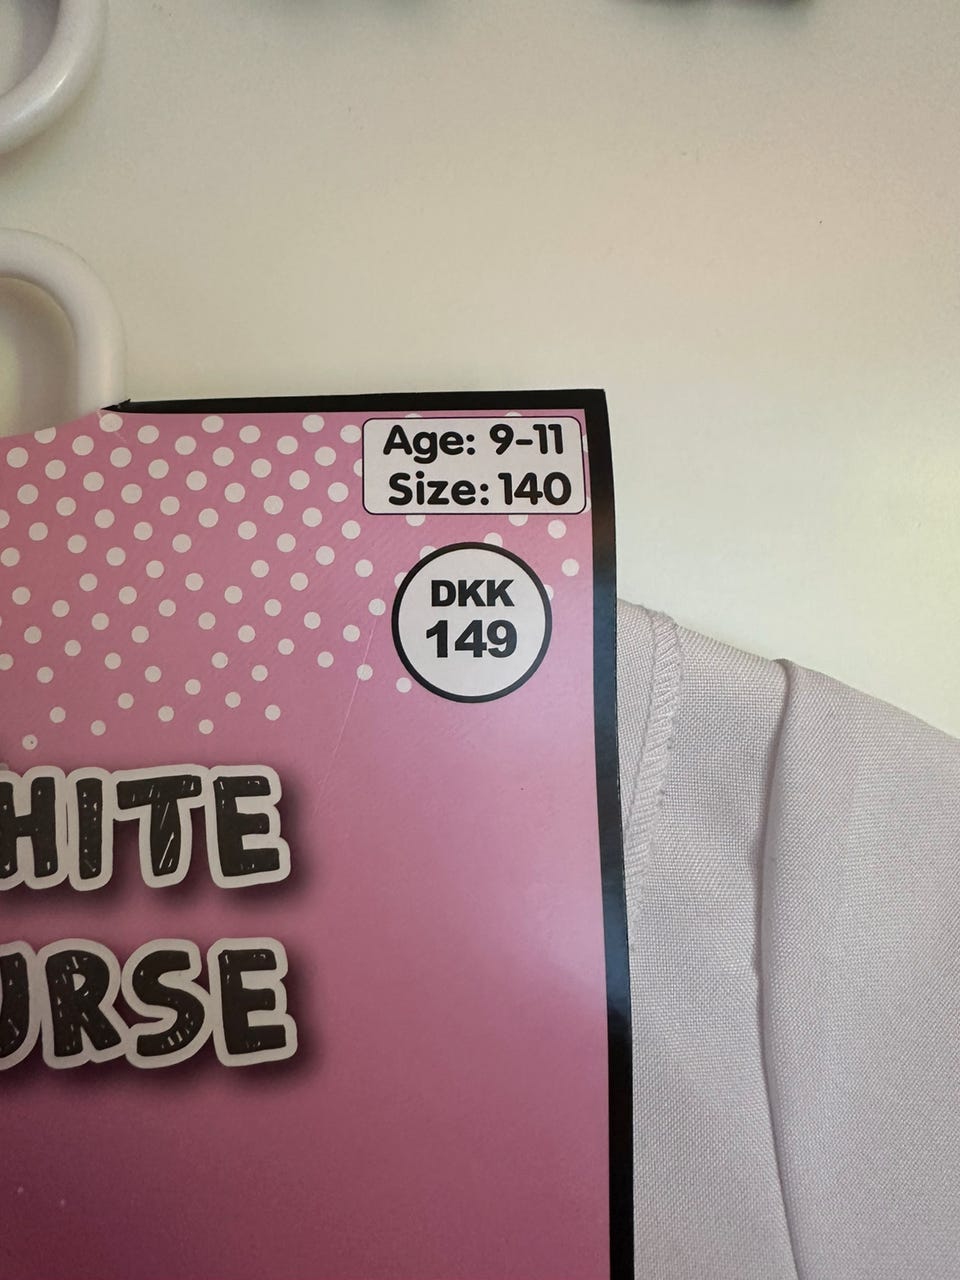 Age: 9-11
Size: 140
DKK
149
HITE
URSE